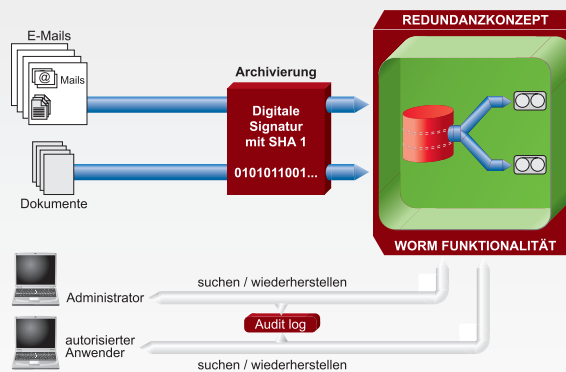 E-Mails
@ Mails
Dokumente
Archivierung
Digitale
Signatur
mit SHA 1
0101011001...
REDUNDANZKONZEPT
WORM FUNKTIONALITÄT
suchen / wiederherstellen
Administrator
Audit log
autorisierter
Anwender
suchen / wiederherstellen